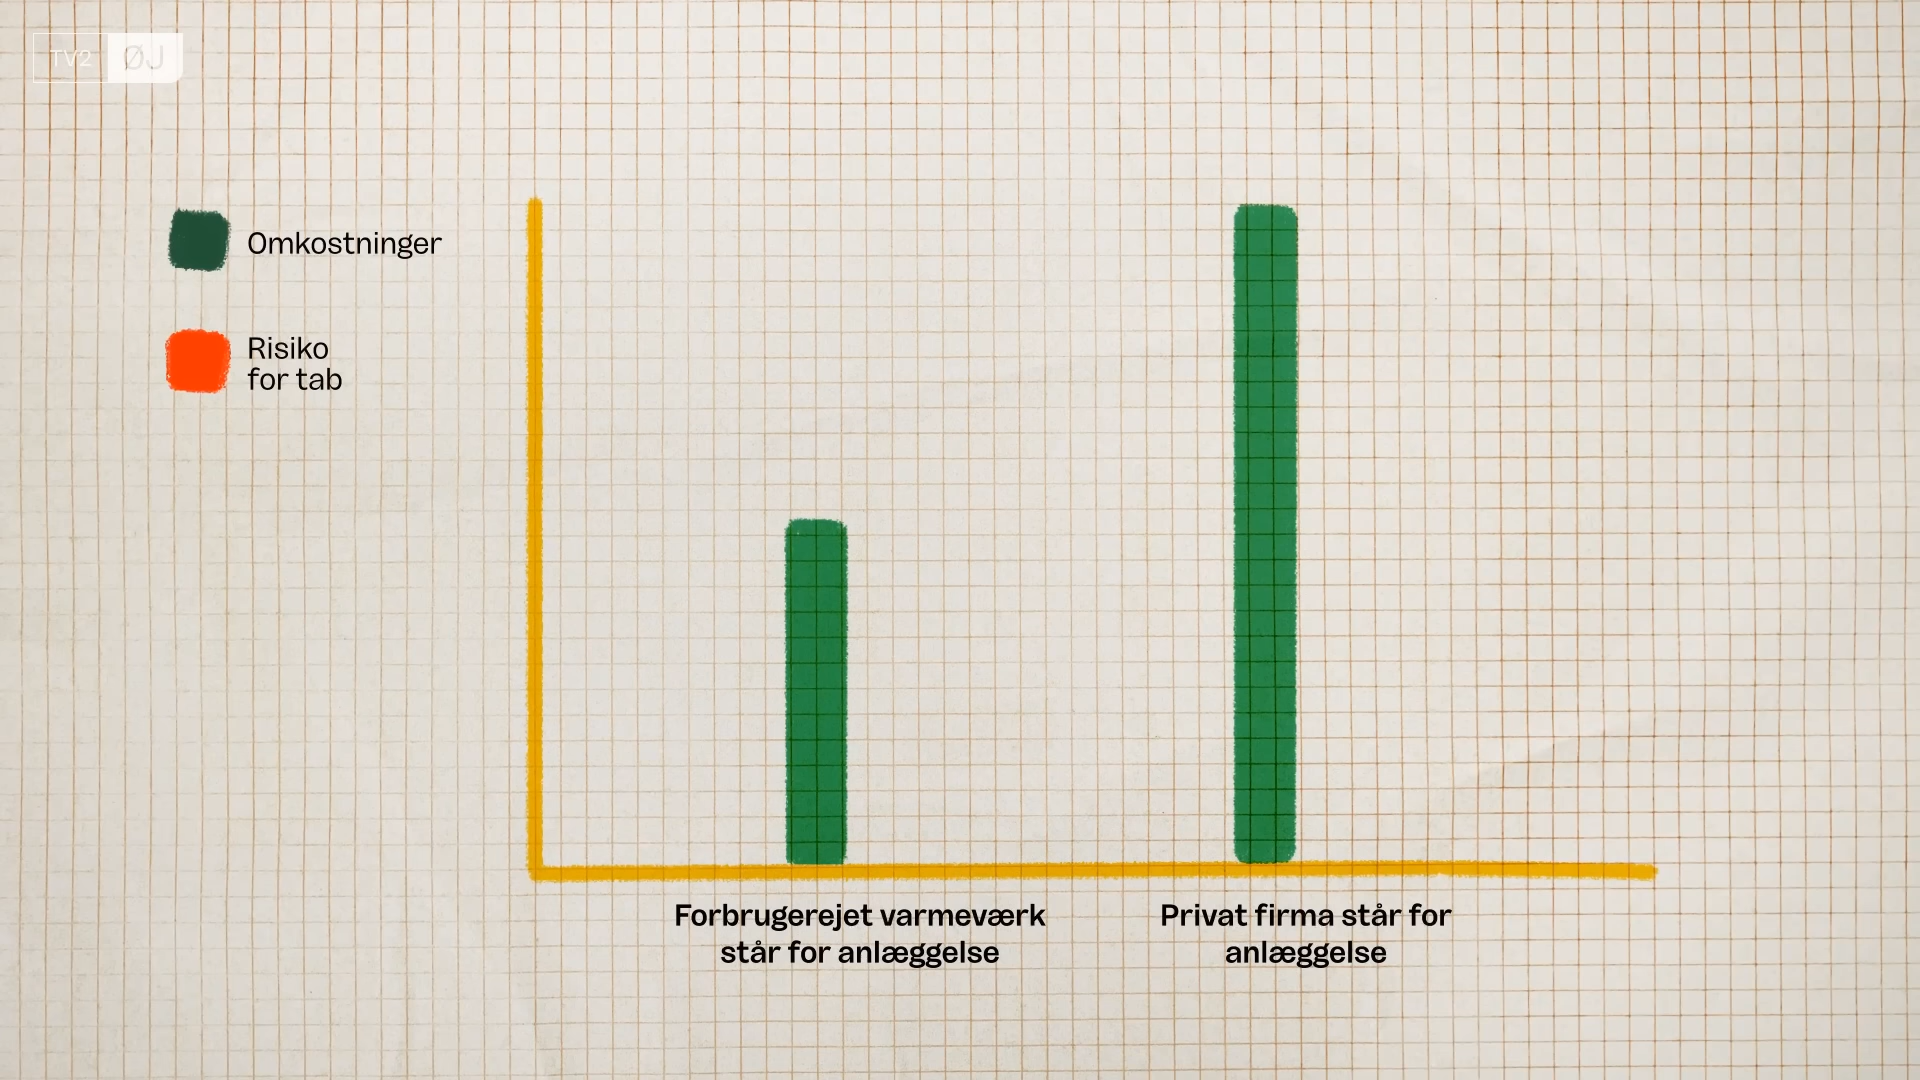 TV2 ØJ
Omkostninger
Risiko
for tab
Forbrugerejet varmeværk
står for anlæggelse
Privat firma står for
anlæggelse